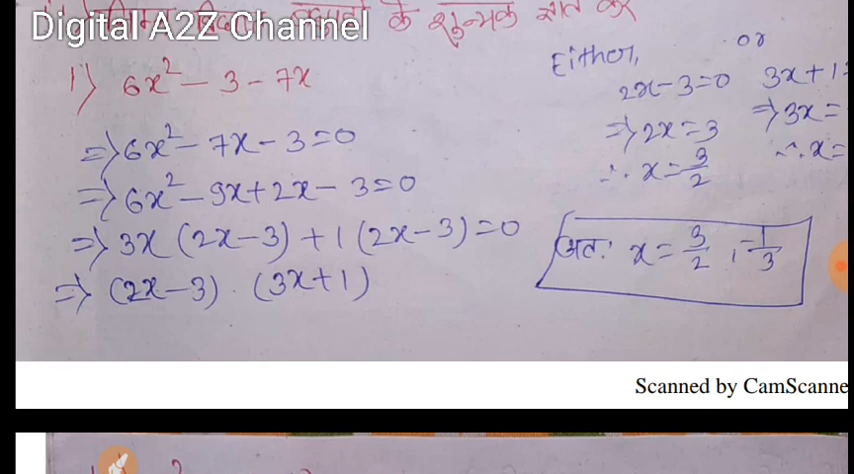 Digital A2Z Channel
के शून्यक ज्ञात करें
1) 6x² - 3 - 7x
=> 6x² - 7x - 3 = 0
=> 6x² - 9x + 2x - 3 = 0
=> 3x (2x-3) + 1 (2x-3) = 0
=> (2x-3) . (3x+1)
Either, or
2x-3=0 3x+1=
=> 2x=3 => 3x=
∴ x = 3/2 ∴ x=
अतः x = 3/2 , -1/3
Scanned by CamScanne